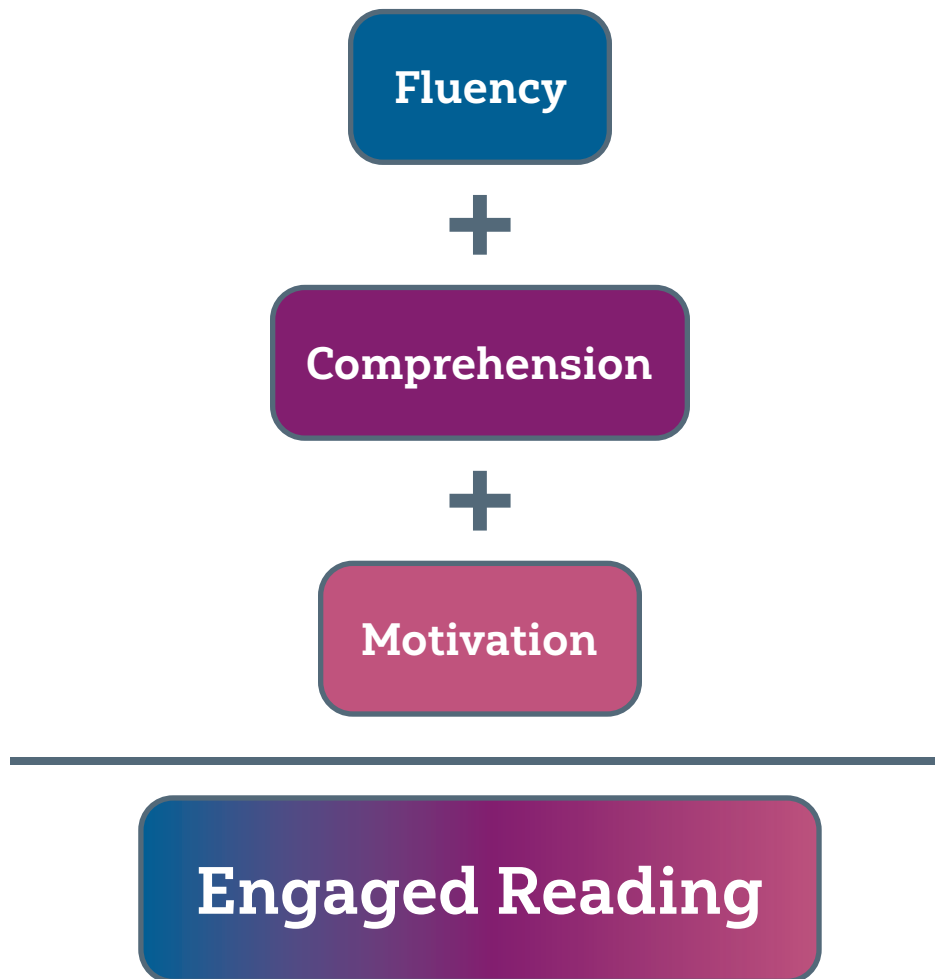 Fluency
+
Comprehension
+
Motivation
Engaged Reading